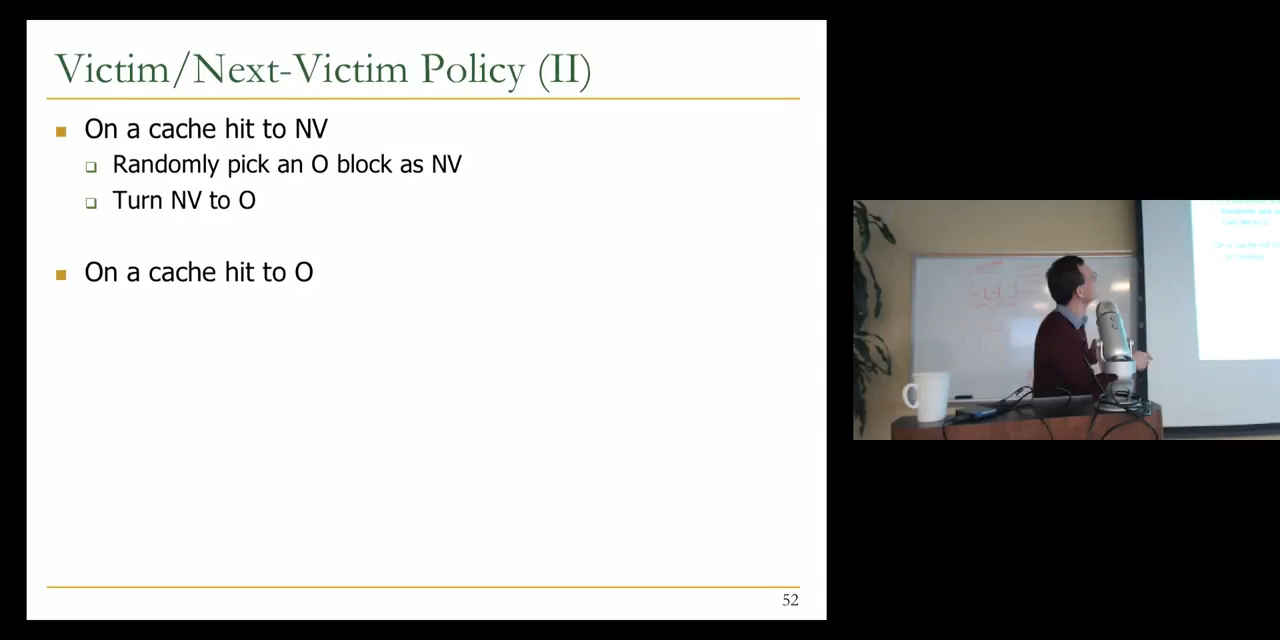 Victim/Next-Victim Policy (II)
On a cache hit to NV
Randomly pick an O block as NV
Turn NV to O
On a cache hit to O
52